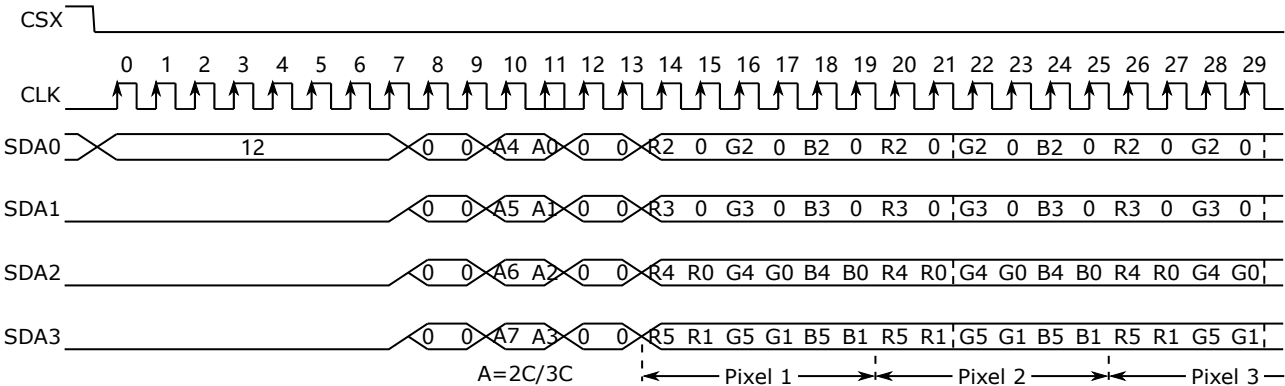 CSX
0 1 2 3 4 5 6 7 8 9 10 11 12 13 14 15 16 17 18 19 20 21 22 23 24 25 26 27 28 29
CLK
SDA0 12 0 0 A4 A0 0 0 R2 0 G2 0 B2 0 R2 0 G2 0 B2 0 R2 0 G2 0
SDA1 0 0 A5 A1 0 0 R3 0 G3 0 B3 0 R3 0 G3 0 B3 0 R3 0 G3 0
SDA2 0 0 A6 A2 0 0 R4 R0 G4 G0 B4 B0 R4 R0 G4 G0 B4 B0 R4 R0 G4 G0
SDA3 0 0 A7 A3 0 0 R5 R1 G5 G1 B5 B1 R5 R1 G5 G1 B5 B1 R5 R1 G5 G1
A=2C/3C Pixel 1 Pixel 2 Pixel 3